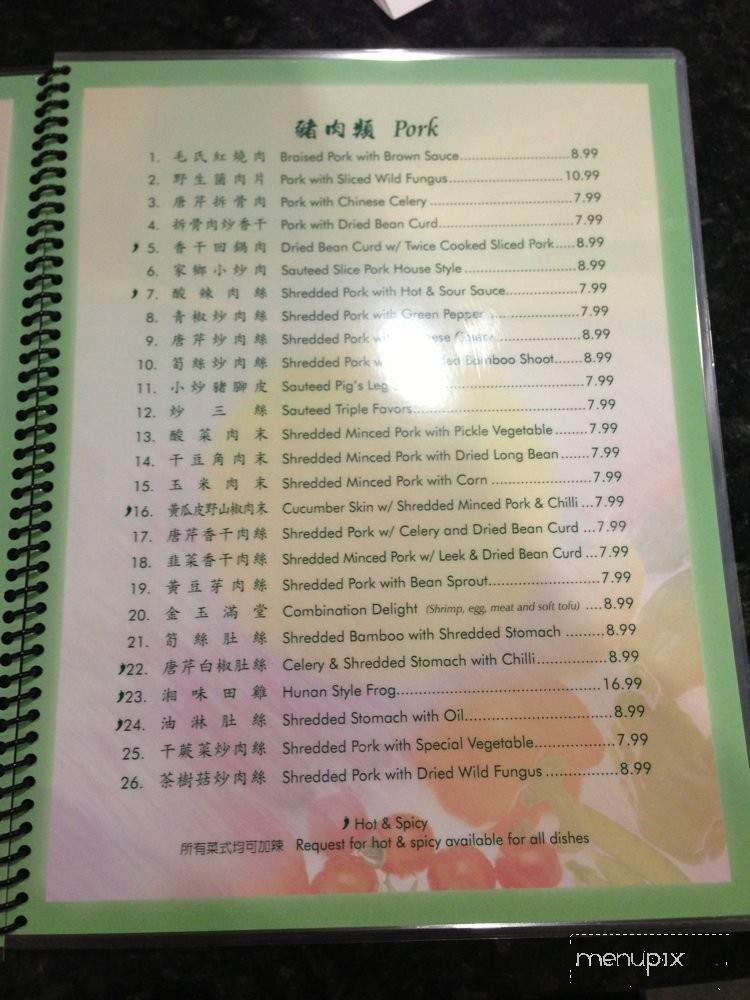 豬肉類 Pork
1. 毛氏紅燒肉 Braised Pork with Brown Sauce..........................8.99
2. 野生菌肉片 Pork with Sliced Wild Fungus..........................10.99
3. 唐芹拆骨肉 Pork with Chinese Celery..........................7.99
4. 拆骨肉炒香干 Pork with Dried Bean Curd..........................7.99
5. 香干回鍋肉 Dried Bean Curd w/ Twice Cooked Sliced Pork.....8.99
6. 家鄉小炒肉 Sauteed Slice Pork House Style..........................8.99
7. 酸辣肉絲 Shredded Pork with Hot & Sour Sauce..................7.99
8. 青椒炒肉絲 Shredded Pork with Green Pepper..................7.99
9. 唐芹炒肉絲 Shredded Pork ..................8.99
10. 筍絲炒肉絲 Shredded Pork Bamboo Shoot.......8.99
11. 小炒豬腳皮 Sauteed Pig's Leg ..................7.99
12. 炒三絲 Sauteed Triple Favors..........................7.99
13. 酸菜肉末 Shredded Minced Pork with Pickle Vegetable........7.99
14. 干豆角肉末 Shredded Minced Pork with Dried Long Bean.......7.99
15. 玉米肉末 Shredded Minced Pork with Corn ..........................7.99
16. 黃瓜皮野山椒肉末 Cucumber Skin w/ Shredded Minced Pork & Chilli ...7.99
17. 唐芹香干肉絲 Shredded Pork w/ Celery and Dried Bean Curd ...7.99
18. 韭菜香干肉絲 Shredded Minced Pork w/ Leek & Dried Bean Curd ...7.99
19. 黃豆芽肉絲 Shredded Pork with Bean Sprout..........................7.99
20. 金玉滿堂 Combination Delight (Shrimp, egg, meat and soft tofu) ....8.99
21. 筍絲肚絲 Shredded Bamboo with Shredded Stomach .........8.99
22. 唐芹白椒肚絲 Celery & Shredded Stomach with Chilli................8.99
23. 湘味田雞 Hunan Style Frog..........................16.99
24. 油淋肚絲 Shredded Stomach with Oil..........................8.99
25. 干蕨菜炒肉絲 Shredded Pork with Special Vegetable.................7.99
26. 茶樹菇炒肉絲 Shredded Pork with Dried Wild Fungus ................8.99
Hot & Spicy
所有菜式均可加辣 Request for hot & spicy available for all dishes
menupix